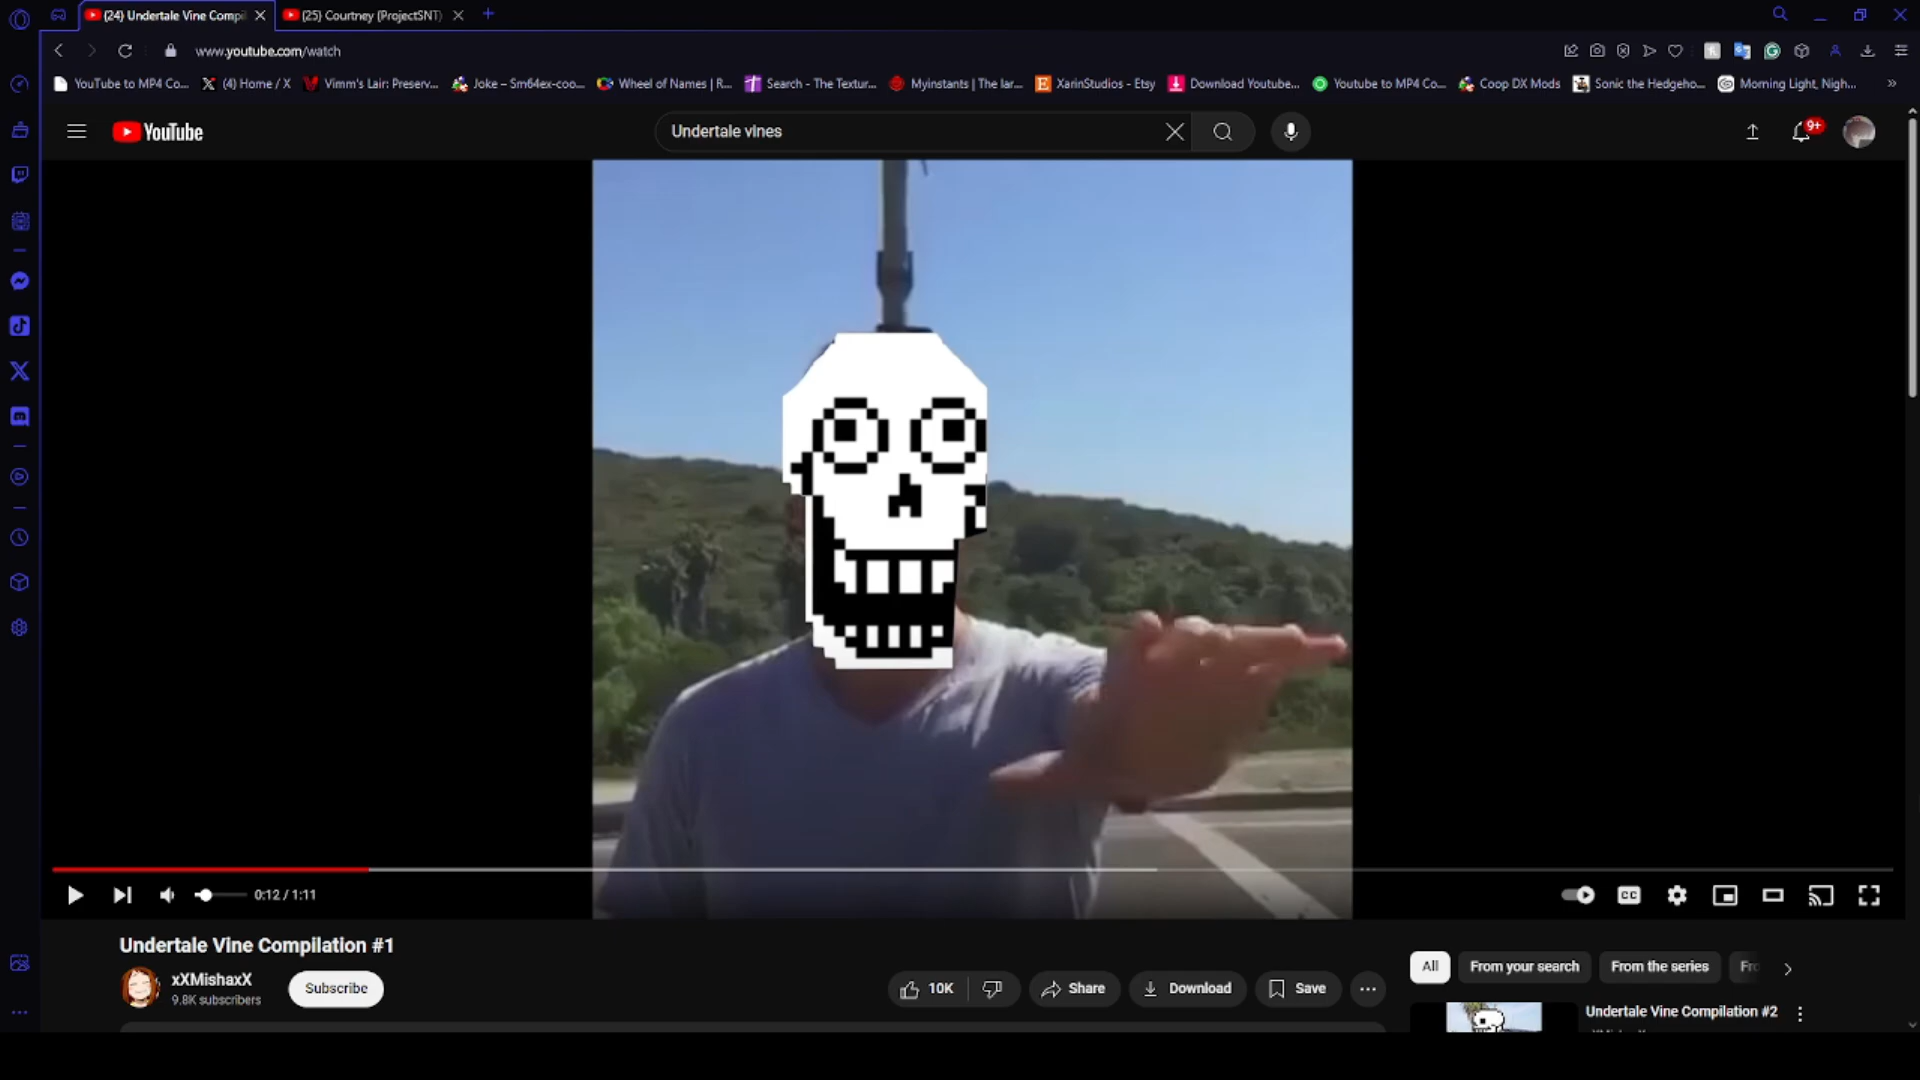 (24) Undertale Vine Compi
(25) Courtney (ProjectSNT)
www.youtube.com/watch
YouTube to MP4 Co...
(4) Home / X
Vimm's Lair: Preserv...
Joke – Sm64ex-coo...
Wheel of Names | R...
Search - The Textur...
Myinstants | The lar...
XarinStudios - Etsy
Download Youtube...
Youtube to MP4 Co...
Coop DX Mods
Sonic the Hedgeho...
Morning Light, Nigh...
YouTube
Undertale vines
9+
0:12 / 1:11
CC
Undertale Vine Compilation #1
xXMishaxX
9.8K subscribers
Subscribe
10K
Share
Download
Save
All
From your search
From the series
Fro
Undertale Vine Compilation #2